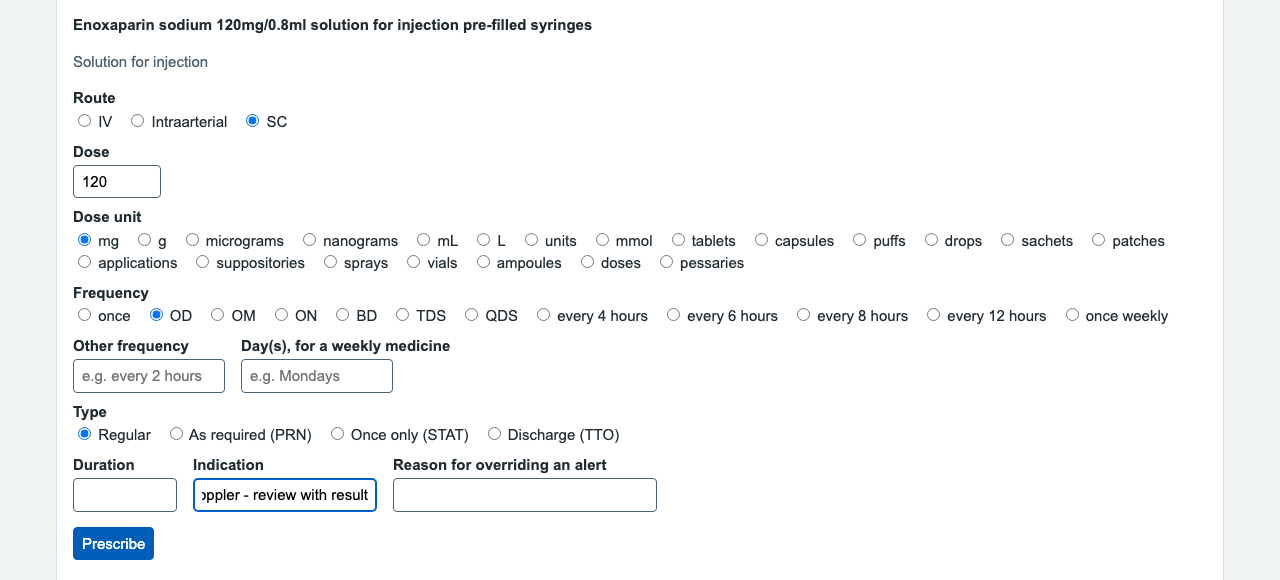 Enoxaparin sodium 120mg/0.8ml solution for injection pre-filled syringes
Solution for injection
Route
IV Intraarterial SC
Dose
120
Dose unit
mg g micrograms nanograms mL L units mmol tablets capsules puffs drops sachets patches
applications suppositories sprays vials ampoules doses pessaries
Frequency
once OD OM ON BD TDS QDS every 4 hours every 6 hours every 8 hours every 12 hours once weekly
Other frequency Day(s), for a weekly medicine
e.g. every 2 hours e.g. Mondays
Type
Regular As required (PRN) Once only (STAT) Discharge (TTO)
Duration Indication Reason for overriding an alert
- review with result
Prescribe